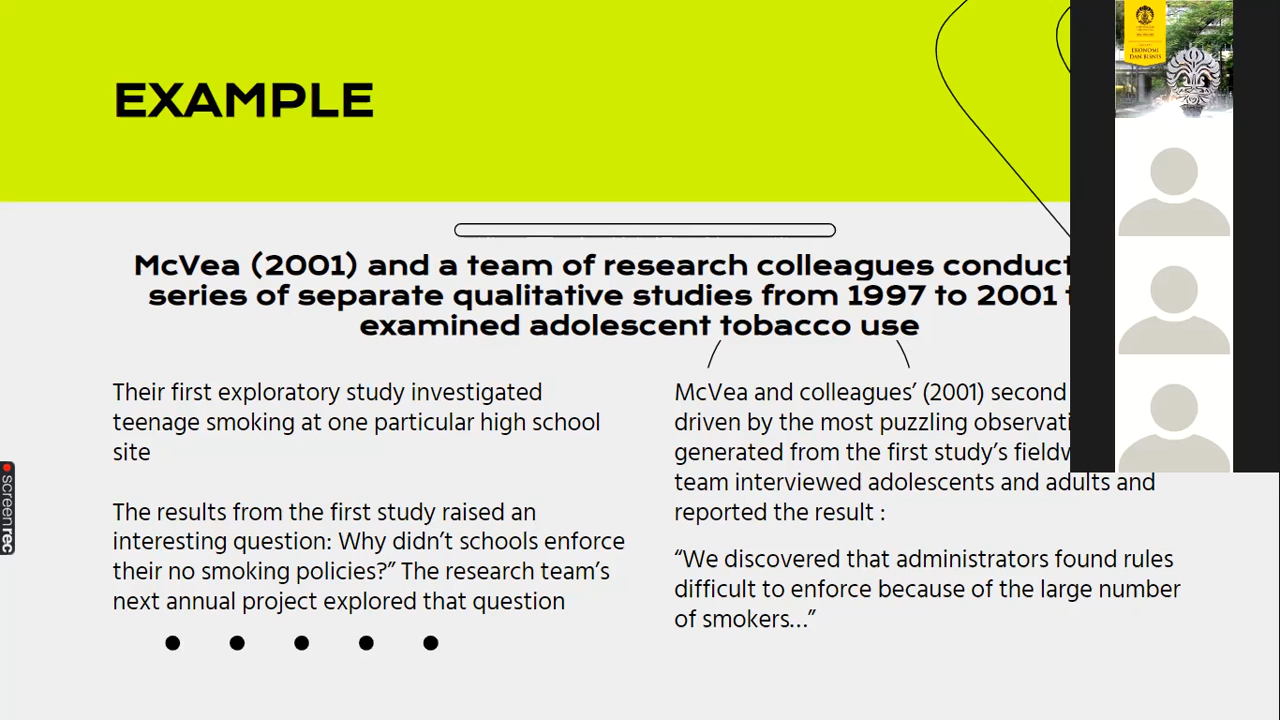 EXAMPLE
EKONOMI
DAN BISNIS
McVea (2001) and a team of research colleagues conduct
series of separate qualitative studies from 1997 to 2001
examined adolescent tobacco use
Their first exploratory study investigated
teenage smoking at one particular high school
site
The results from the first study raised an
interesting question: Why didn’t schools enforce
their no smoking policies?” The research team’s
next annual project explored that question
McVea and colleagues’ (2001) second
driven by the most puzzling observati
generated from the first study’s
team interviewed adolescents and adults and
reported the result :
“We discovered that administrators found rules
difficult to enforce because of the large number
of smokers…”
screenrec